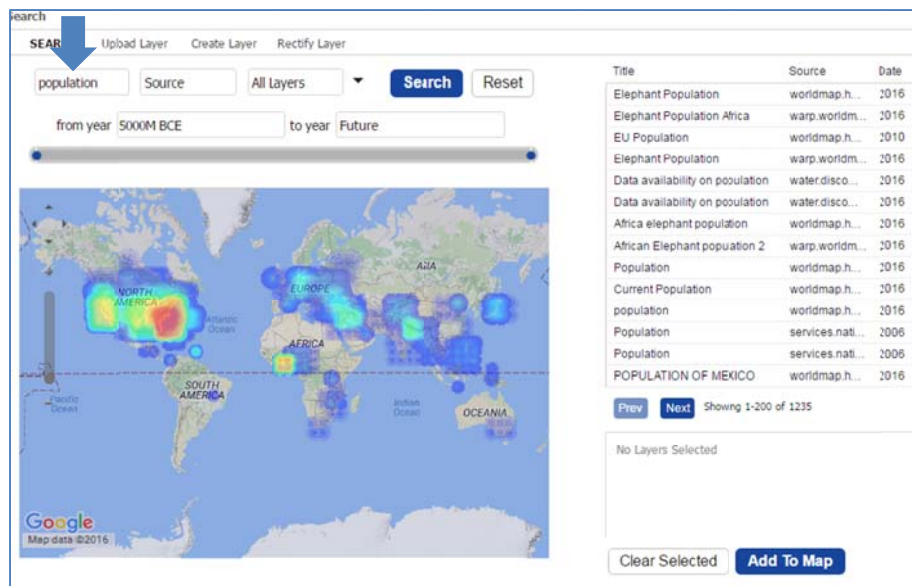 Search
SEAR Upload Layer Create Layer Rectify Layer
population Source All Layers Search Reset
from year 5000M BCE to year Future
NORTH AMERICA
EUROPE
ASIA
Atlantic Ocean
AFRICA
SOUTH AMERICA
Pacific Ocean
Indian Ocean
OCEANIA
Google
Map data ©2016
Title Source Date
Elephant Population worldmap.h... 2016
Elephant Population Africa warp.worldm... 2016
EU Population worldmap.h... 2010
Elephant Population warp.worldm... 2016
Data availability on population water.disco... 2016
Data availability on population water.disco... 2016
Africa elephant population worldmap.h... 2016
African Elephant popuation 2 warp.worldm... 2016
Population worldmap.h... 2016
Current Population worldmap.h... 2016
population worldmap.h... 2016
Population services.nati... 2006
Population services.nati... 2006
POPULATION OF MEXICO worldmap.h... 2016
Prev Next Showng 1-200 of 1235
No Layers Selected
Clear Selected Add To Map